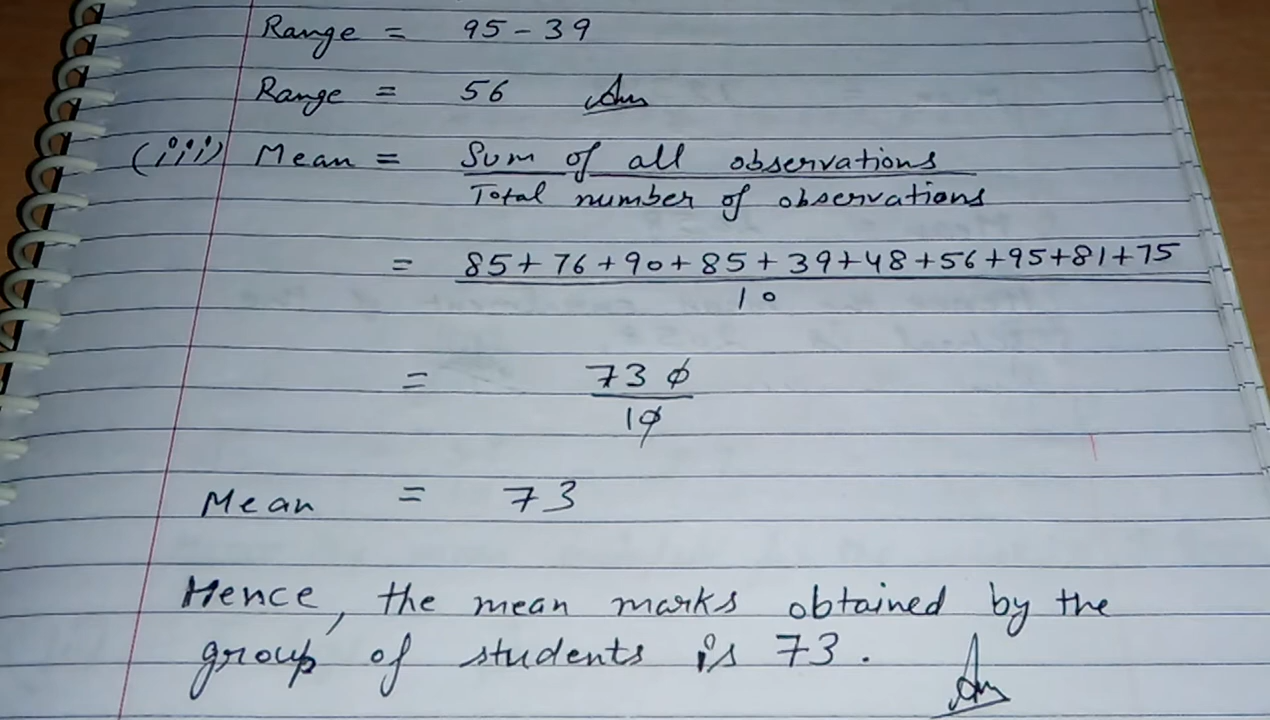 Range = 95 - 39
Range = 56 Ans
(iii) Mean = Sum of all observations
Total number of observations
= 85 + 76 + 90 + 85 + 39 + 48 + 56 + 95 + 81 + 75
10
= 730
10
Mean = 73
Hence, the mean marks obtained by the
group of students is 73. Ans